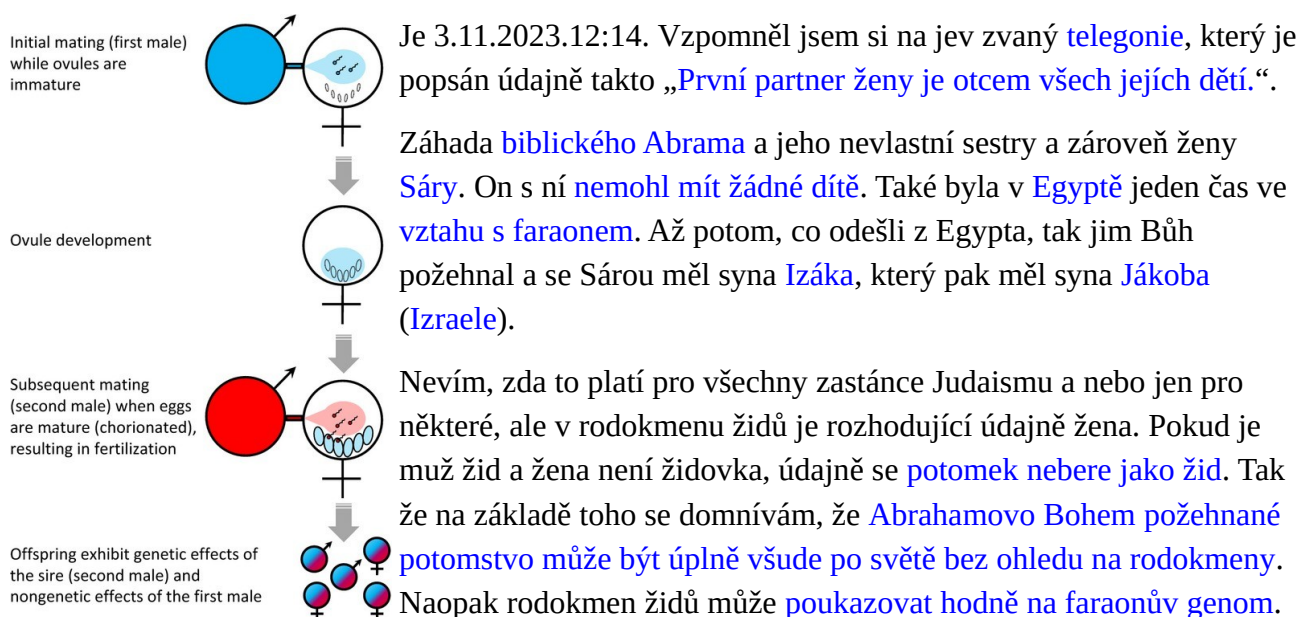 Initial mating (first male)
while ovules are
immature
Ovule development
Subsequent mating
(second male) when eggs
are mature (chorionated),
resulting in fertilization
Offspring exhibit genetic effects of
the sire (second male) and
nongenetic effects of the first male
Je 3.11.2023.12:14. Vzpomněl jsem si na jev zvaný telegonie, který je
popsán údajně takto „První partner ženy je otcem všech jejích dětí.“.
Záhada biblického Abrama a jeho nevlastní sestry a zároveň ženy
Sáry. On s ní nemohl mít žádné dítě. Také byla v Egyptě jeden čas ve
vztahu s faraonem. Až potom, co odešli z Egypta, tak jim Bůh
požehnal a se Sárou měl syna Izáka, který pak měl syna Jákoba
(Izraele).
Nevím, zda to platí pro všechny zastánce Judaismu a nebo jen pro
některé, ale v rodokmenu židů je rozhodující údajně žena. Pokud je
muž žid a žena není židovka, údajně se potomek nebere jako žid. Tak
že na základě toho se domnívám, že Abrahamovo Bohem požehnané
potomstvo může být úplně všude po světě bez ohledu na rodokmeny.
Naopak rodokmen židů může poukazovat hodně na faraonův genom.